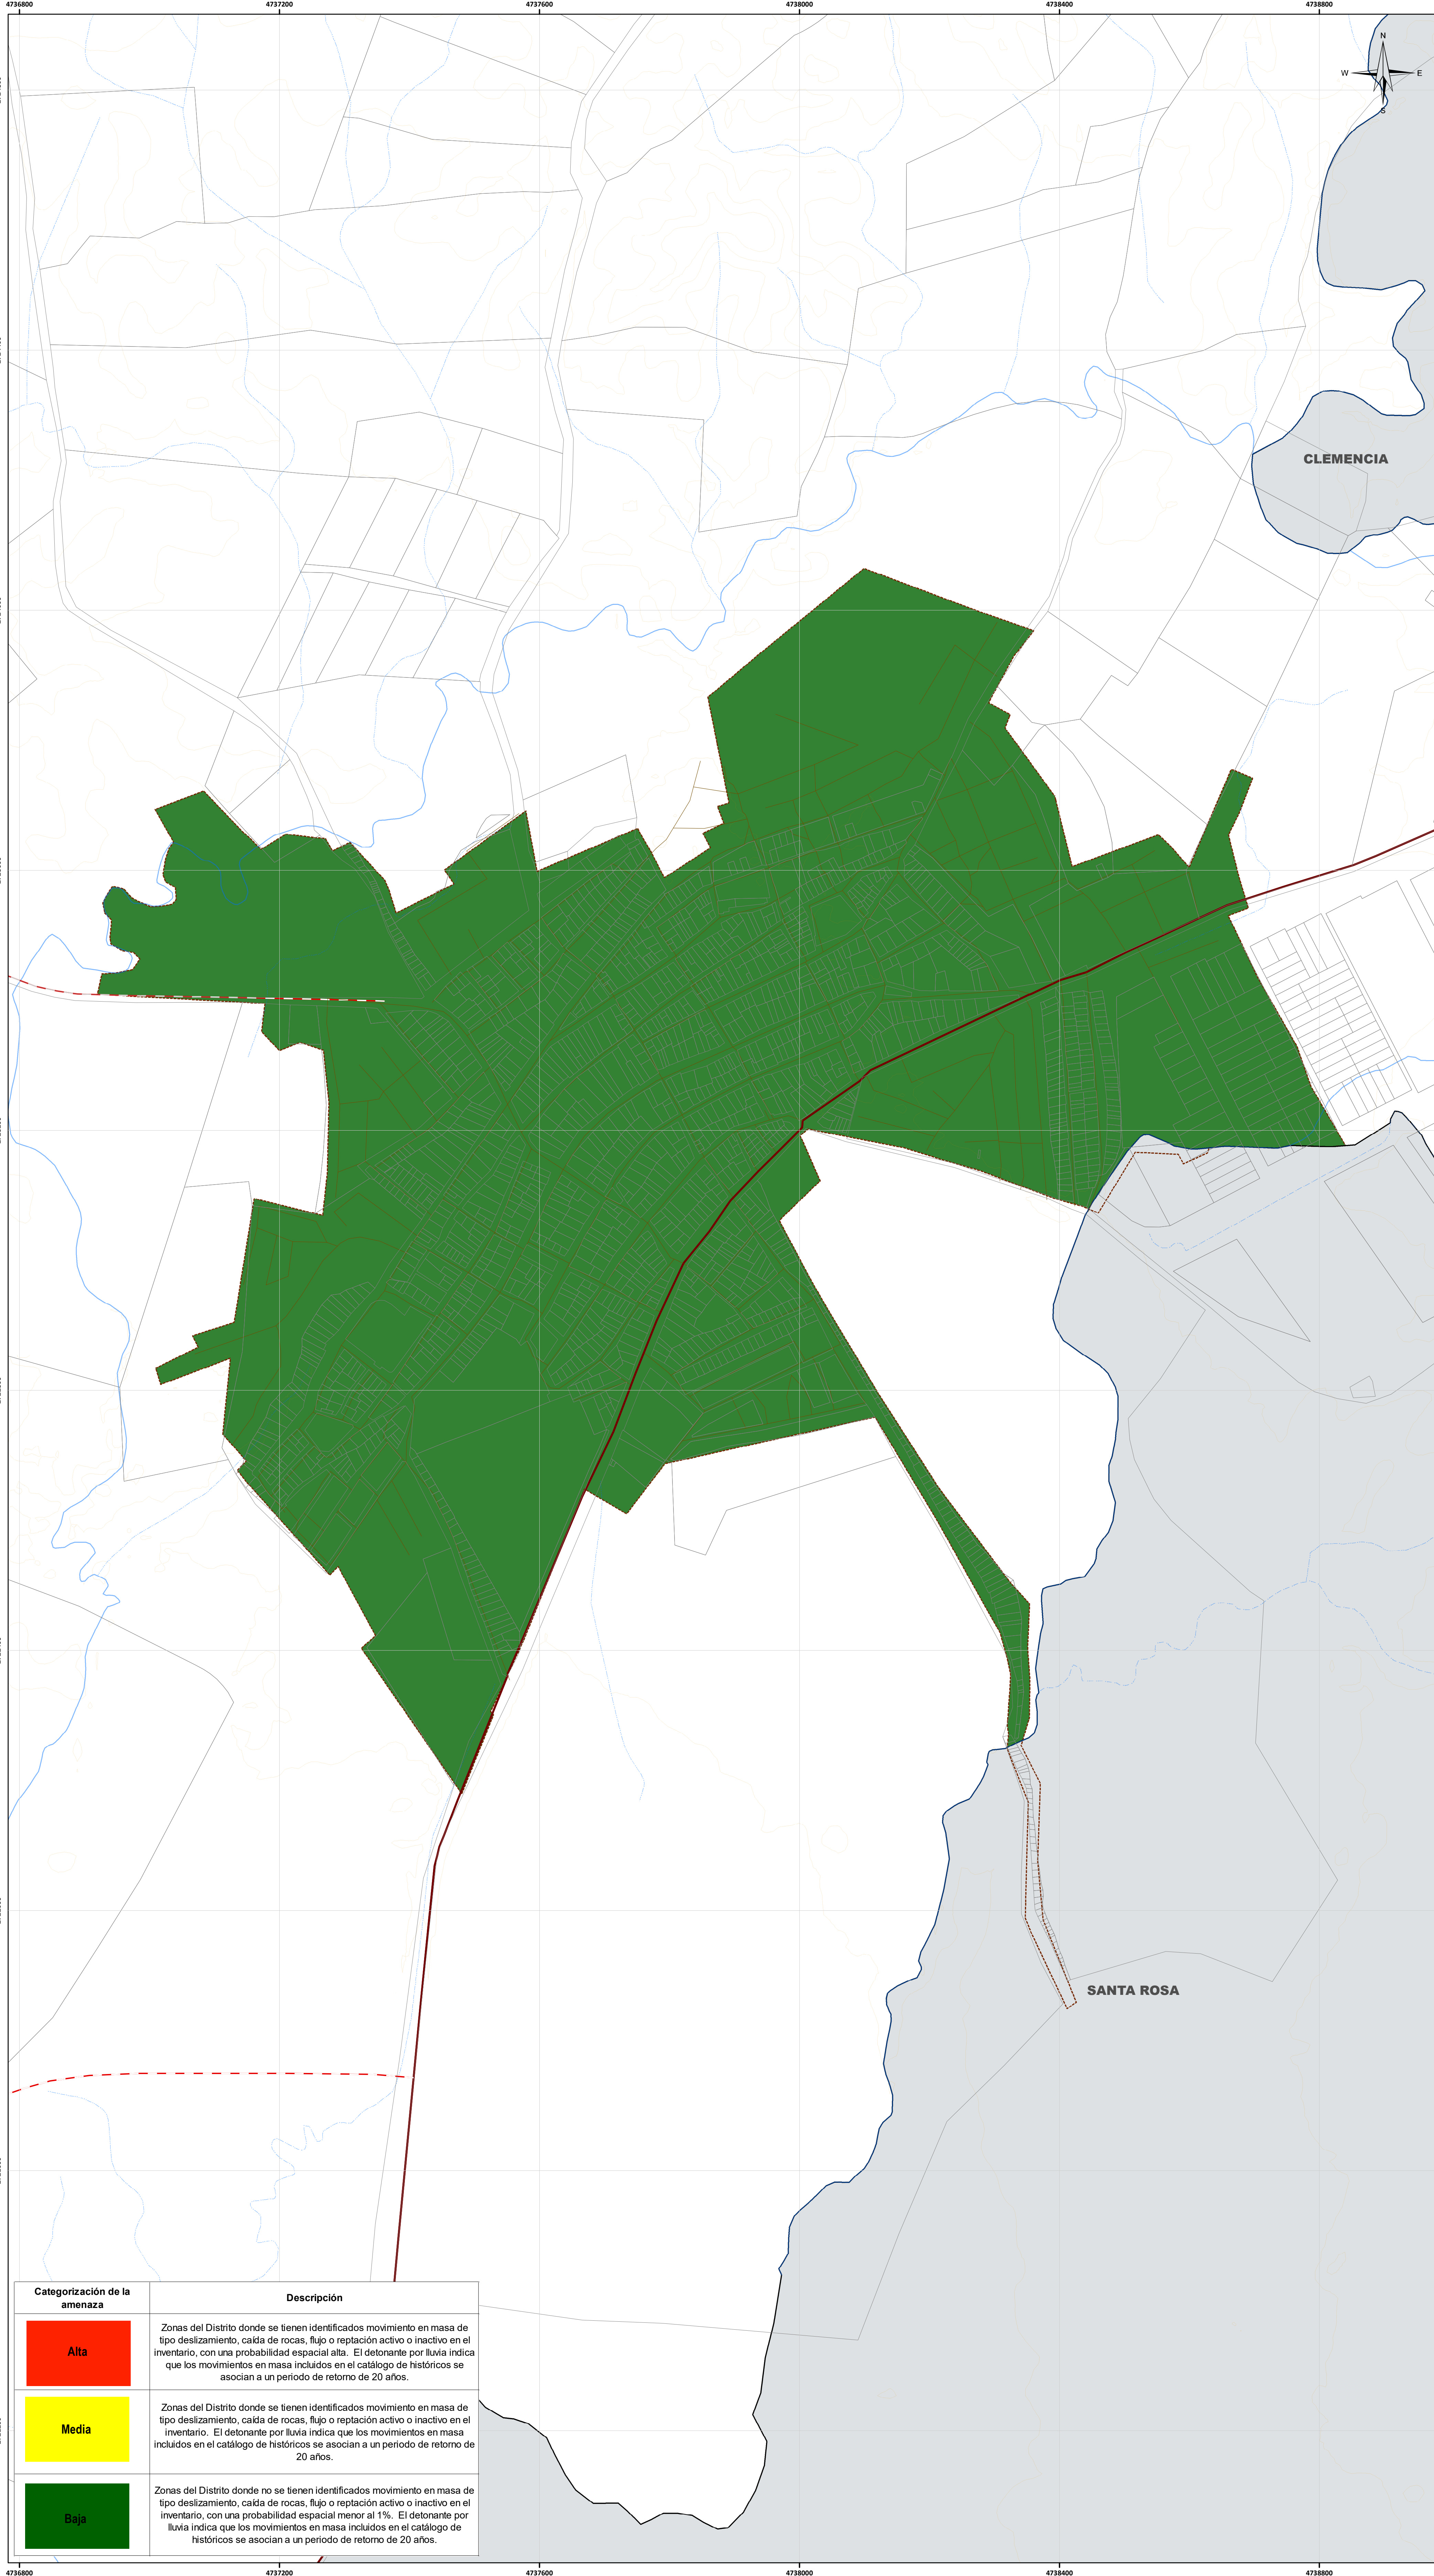 4736800 4737200 4737600 4738000 4738400 4738800
N
W E
S
CLEMENCIA
SANTA ROSA
Categorización de la
amenaza
Descripción
Alta
Zonas del Distrito donde se tienen identificados movimiento en masa de
tipo deslizamiento, caída de rocas, flujo o reptación activo o inactivo en el
inventario, con una probabilidad espacial alta. El detonante por lluvia indica
que los movimientos en masa incluidos en el catálogo de históricos se
asocian a un periodo de retorno de 20 años.
Media
Zonas del Distrito donde se tienen identificados movimiento en masa de
tipo deslizamiento, caída de rocas, flujo o reptación activo o inactivo en el
inventario. El detonante por lluvia indica que los movimientos en masa
incluidos en el catálogo de históricos se asocian a un periodo de retorno de
20 años.
Baja
Zonas del Distrito donde no se tienen identificados movimiento en masa de
tipo deslizamiento, caída de rocas, flujo o reptación activo o inactivo en el
inventario, con una probabilidad espacial menor al 1%. El detonante por
lluvia indica que los movimientos en masa incluidos en el catálogo de
históricos se asocian a un periodo de retorno de 20 años.
4736800 4737200 4737600 4738000 4738400 4738800